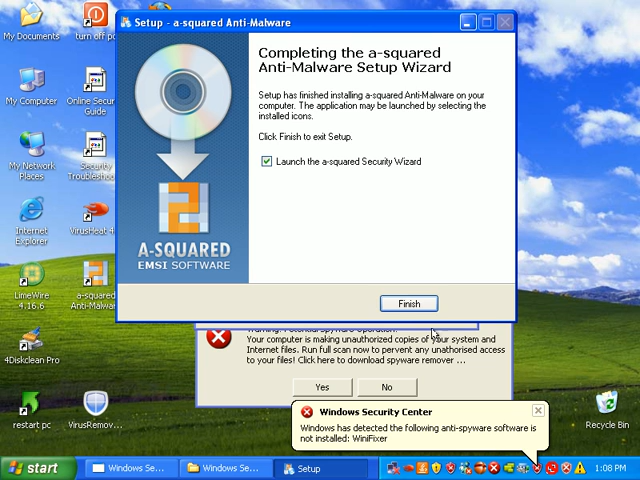 Setup - a-squared Anti-Malware
My Documents
turn off pc
My Computer
Online Secur
Guide
My Network
Places
Security
Troubleshoo
Internet
Explorer
VirusHeat 4
LimeWire
4.16.6
a-squared
Anti-Malwar
4Diskclean Pro
restart pc
VirusRemov...
Recycle Bin
Completing the a-squared
Anti-Malware Setup Wizard
Setup has finished installing a-squared Anti-Malware on your
computer. The application may be launched by selecting the
installed icons.
Click Finish to exit Setup.
Launch the a-squared Security Wizard
A-SQUARED
EMSI SOFTWARE
Finish
Warning: Potential Spyware Operation!
Your computer is making unauthorized copies of your system and
Internet files. Run full scan now to pervent any unathorised access
to your files! Click here to download spyware remover ...
Yes
No
Windows Security Center
Windows has detected the following anti-spyware software is
not installed: WiniFixer
start
Windows Se...
Windows Se...
Setup
1:08 PM